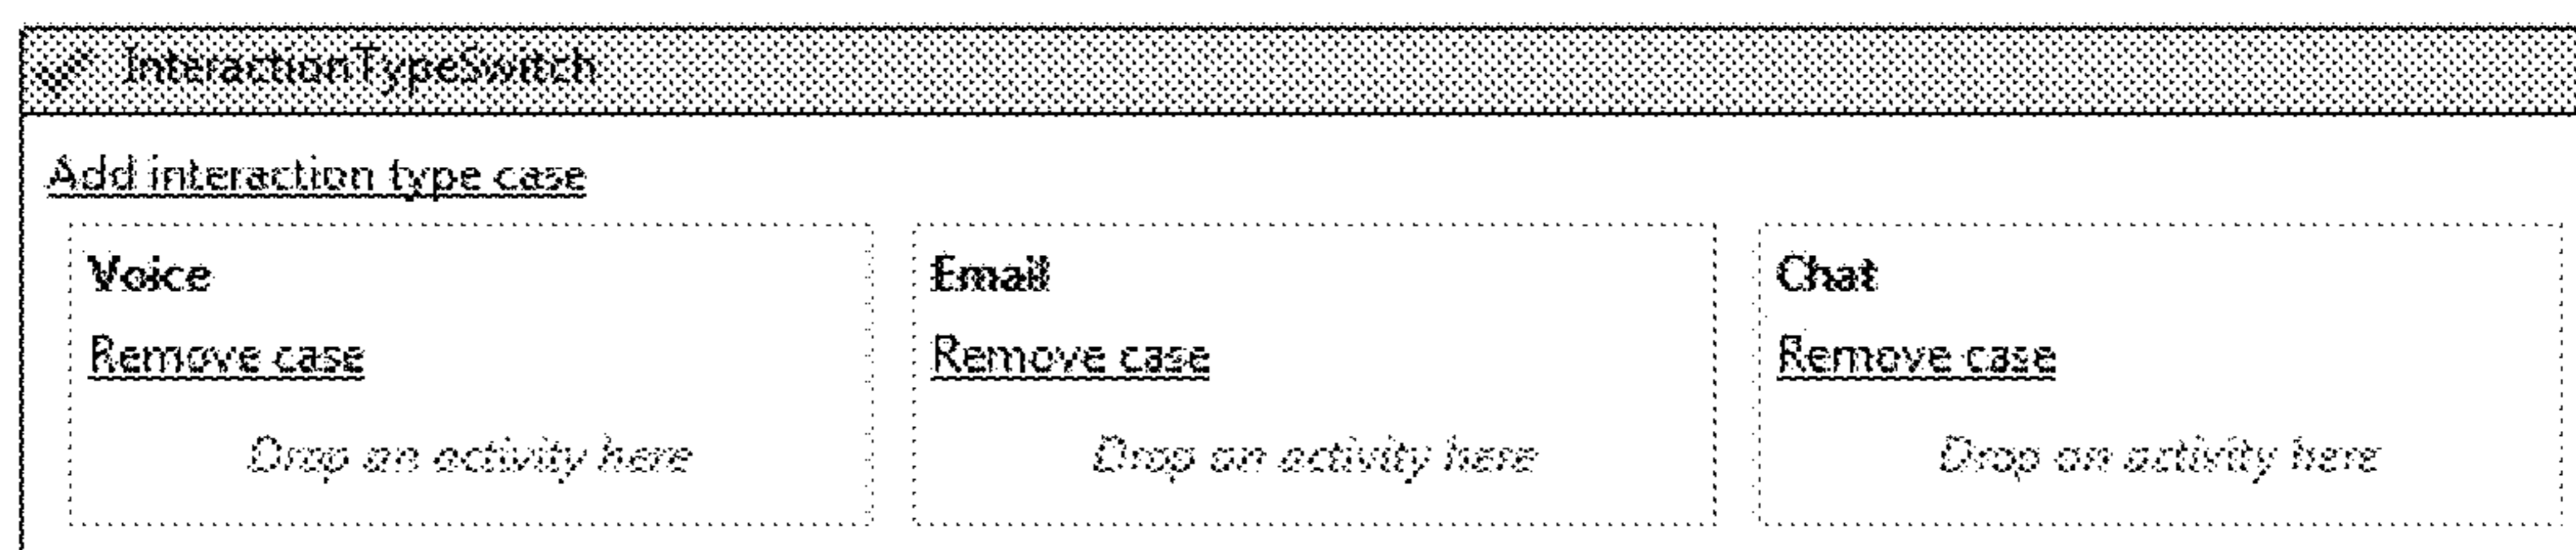 InteractionTypeSwitch
Add interaction type case
Voice
Remove case
Drop an activity here
Email
Remove case
Drop an activity here
Chat
Remove case
Drop an activity here